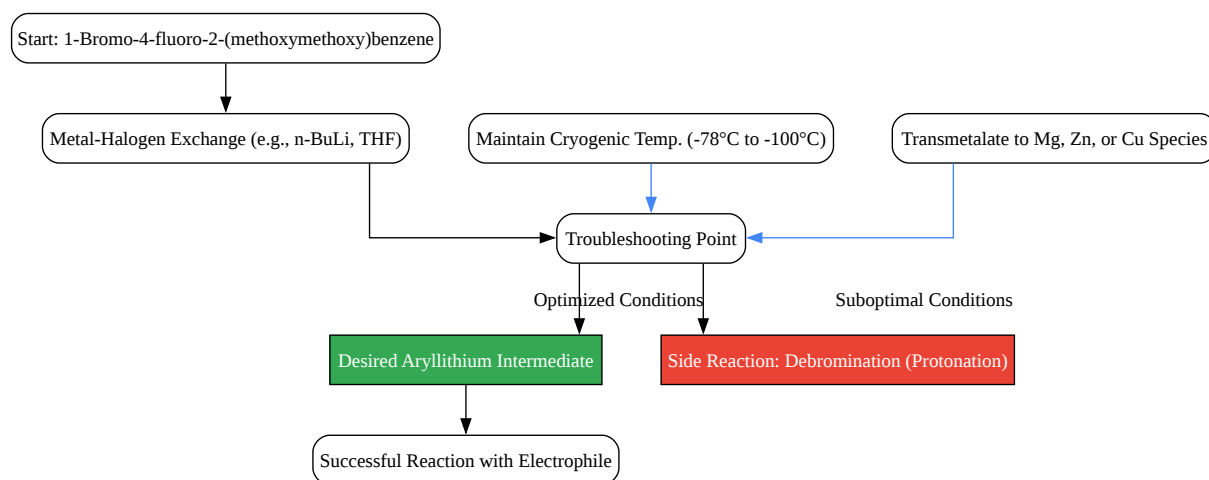 Start: 1-Bromo-4-fluoro-2-(methoxymethoxy)benzene
Metal-Halogen Exchange (e.g., n-BuLi, THF)
Maintain Cryogenic Temp. (-78°C to -100°C)
Transmetalate to Mg, Zn, or Cu Species
Troubleshooting Point
Optimized Conditions
Suboptimal Conditions
Desired Aryllithium Intermediate
Side Reaction: Debromination (Protonation)
Successful Reaction with Electrophile